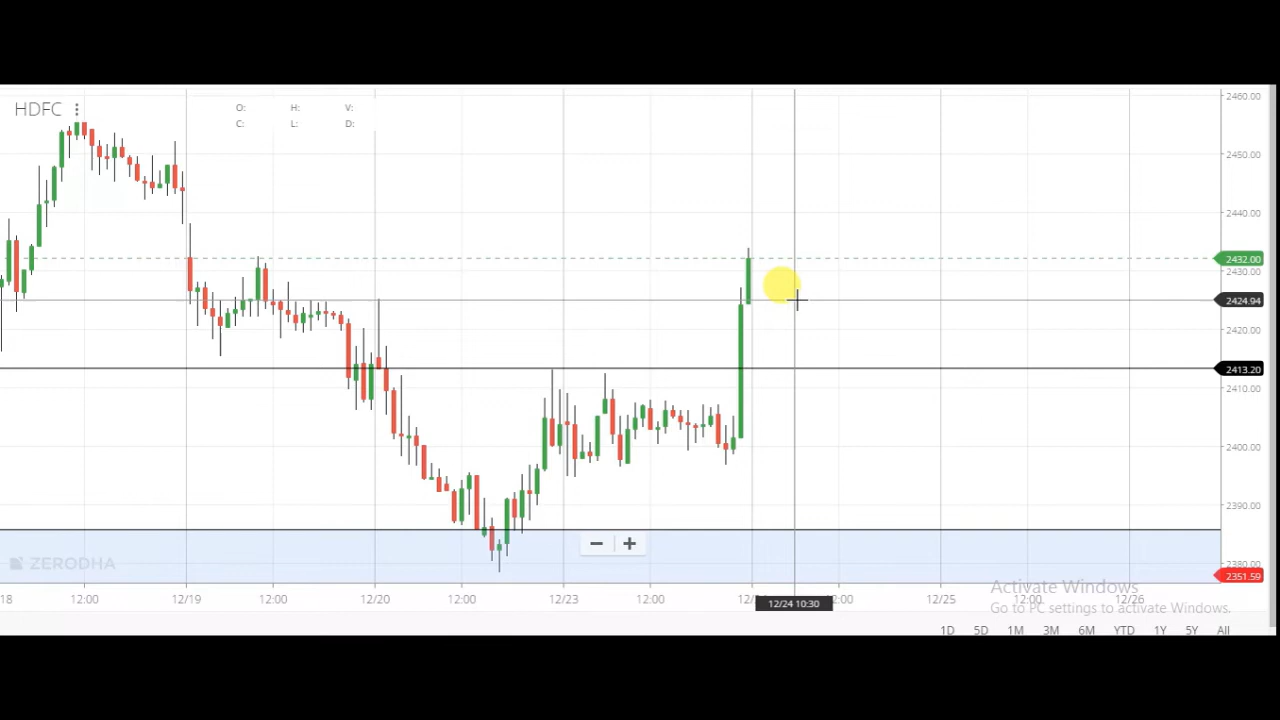 HDFC
O: H: V:
C: L: D:
2460.00
2450.00
2440.00
2432.00
2430.00
2424.94
2420.00
2413.20
2410.00
2400.00
2390.00
2380.00
2351.59
ZERODHA
− +
Activate Windows
Go to PC settings to activate Windows.
18 12:00 12/19 12:00 12/20 12:00 12/23 12:00 12/24 10:30 12/25 12:00 12/26
1D 5D 1M 3M 6M YTD 1Y 5Y All